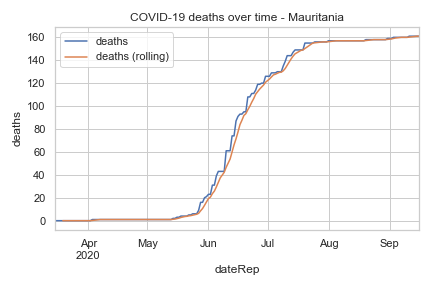 COVID-19 deaths over time - Mauritania
deaths
deaths (rolling)
160
140
120
100
80
60
40
20
0
deaths
Apr
2020
May
Jun
Jul
Aug
Sep
dateRep